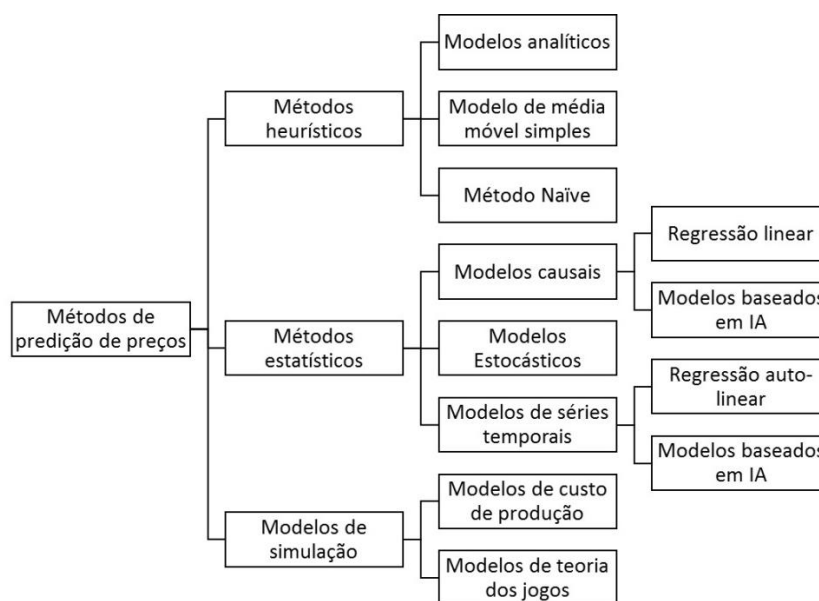 Modelos analíticos
Métodos
heurísticos
Modelo de média
móvel simples
Método Naïve
Regressão linear
Modelos causais
Modelos baseados
em IA
Métodos de
predição de preços
Métodos
estatísticos
Modelos
Estocásticos
Regressão auto-
linear
Modelos de séries
temporais
Modelos baseados
em IA
Modelos de custo
de produção
Modelos de
simulação
Modelos de teoria
dos jogos